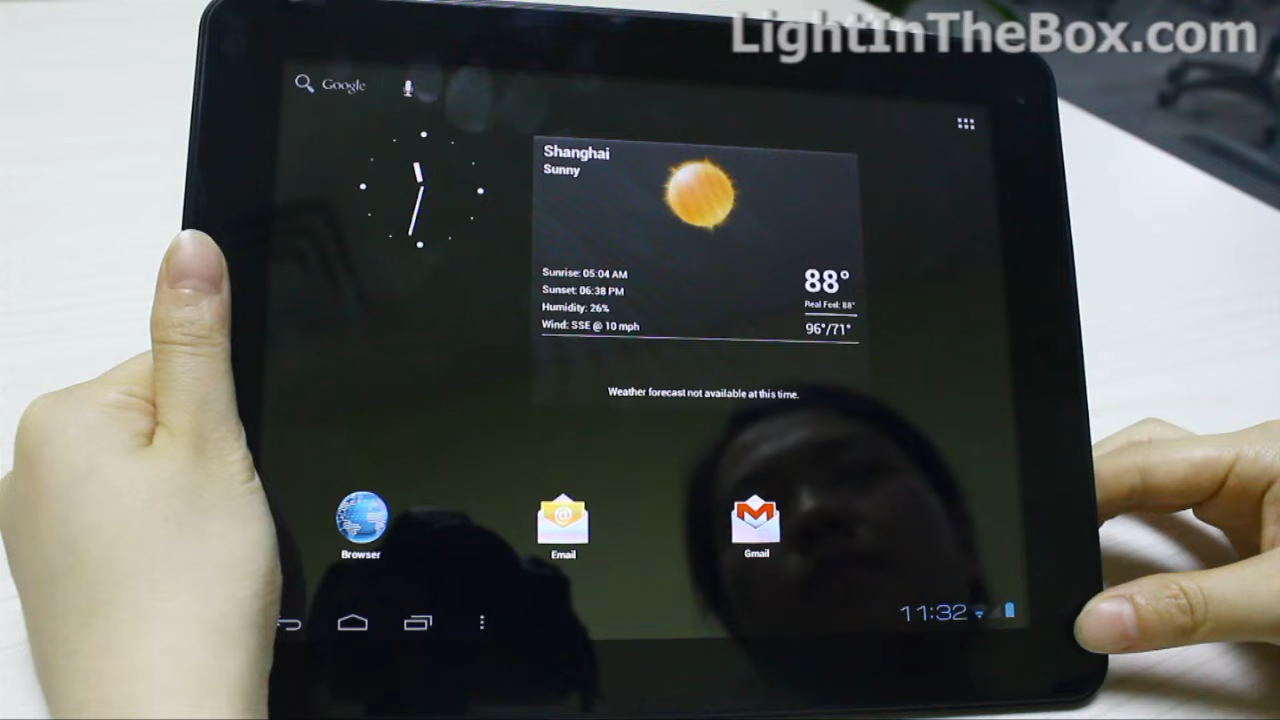 LightInTheBox.com
Google
Shanghai
Sunny
Sunrise: 05:04 AM
Sunset: 06:38 PM
Humidity: 26%
Wind: SSE @ 10 mph
88°
Real Feel: 88°
96°/71°
Weather forecast not available at this time.
Browser
Email
Gmail
11:32